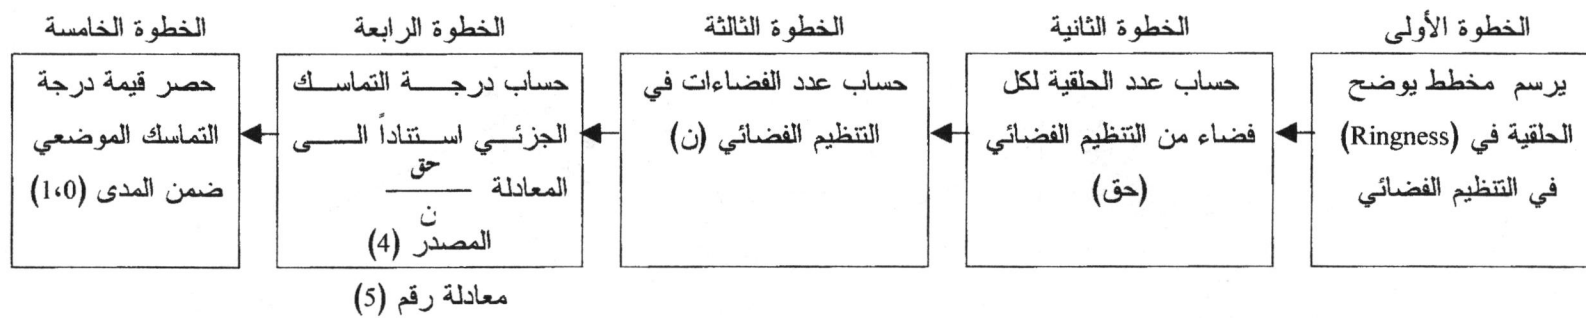 الخطوة الأولى
يرسم مخطط يوضح
الحلقية في (Ringness)
في التنظيم الفضائي
الخطوة الثانية
حساب عدد الحلقية لكل
فضاء من التنظيم الفضائي
(حق)
الخطوة الثالثة
حساب عدد الفضاءات في
التنظيم الفضائي (ن)
الخطوة الرابعة
حساب درجة التماسك
الجزئي استناداً الى
المعادلة حق
ن
المصدر (4)
معادلة رقم (5)
الخطوة الخامسة
حصر قيمة درجة
التماسك الموضعي
ضمن المدى (1،0)